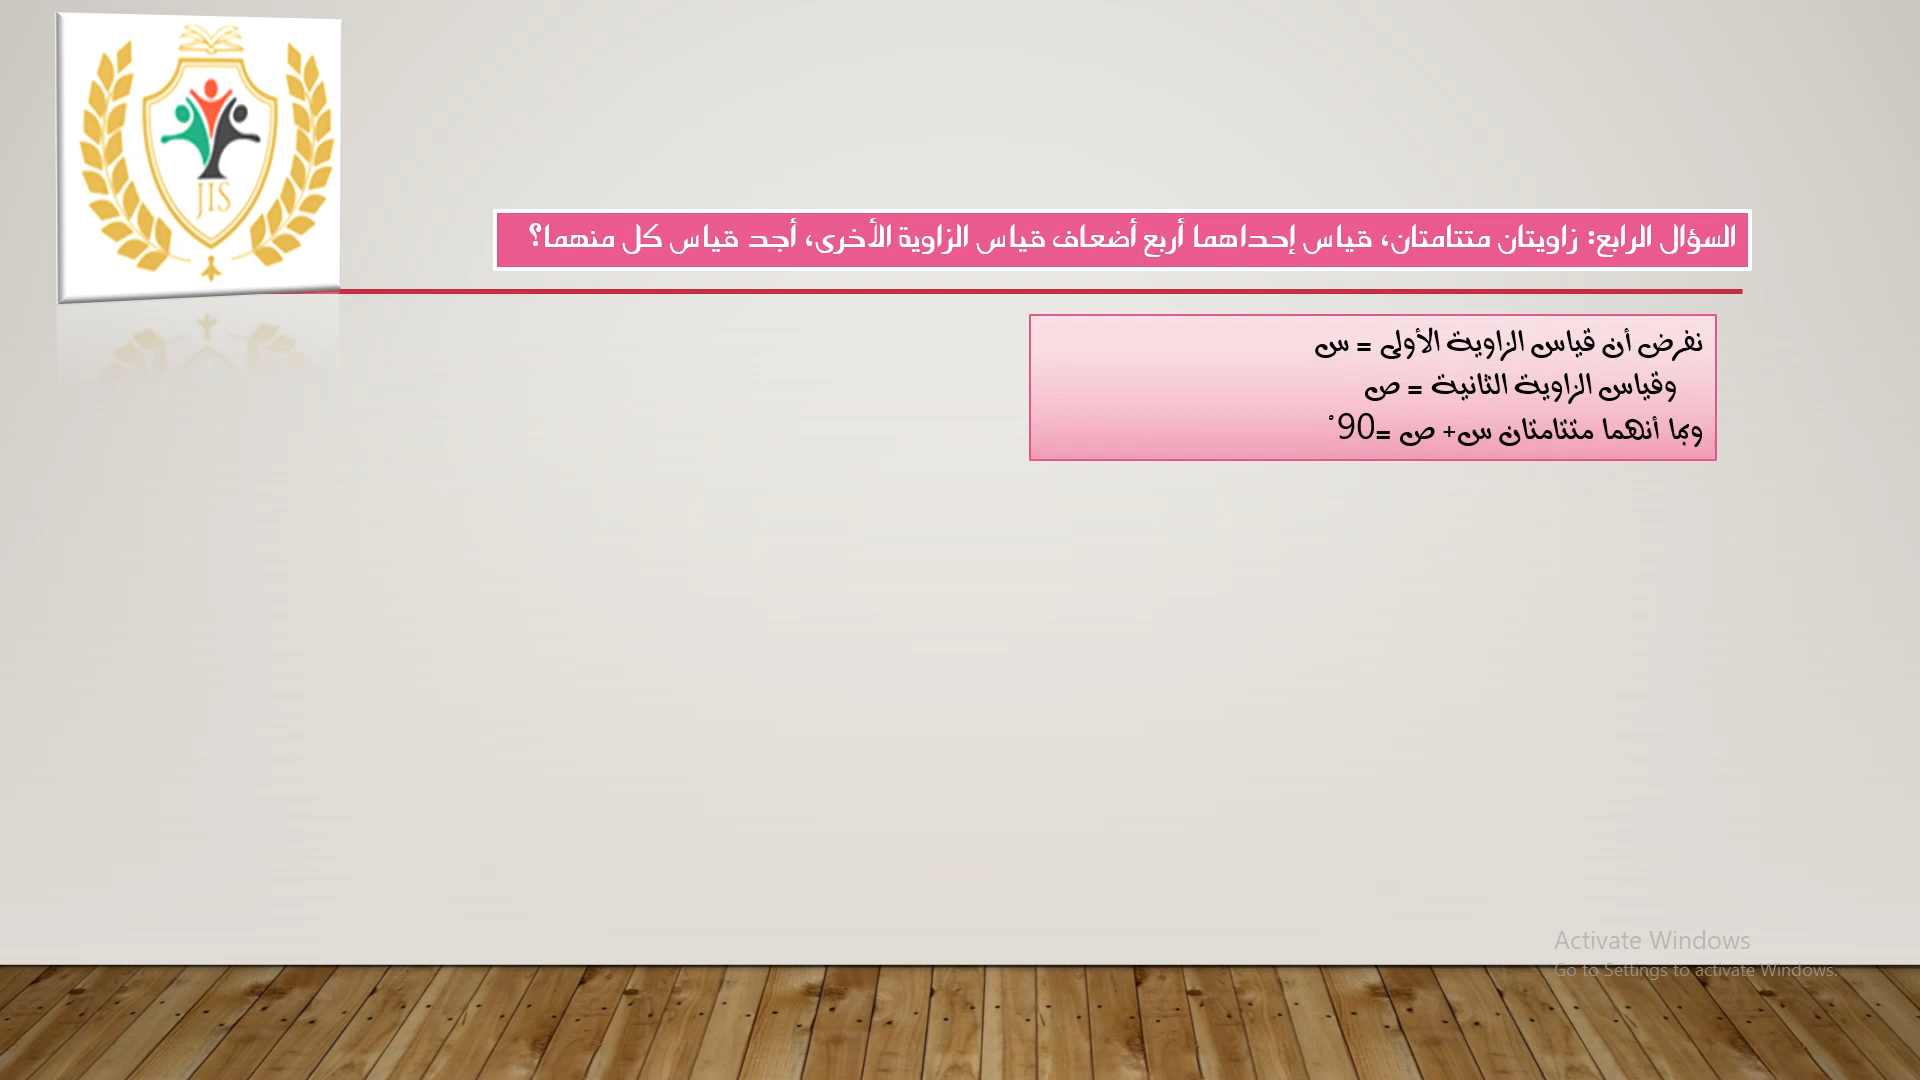 JIS
السؤال الرابع: زاويتان متتامتان، قياس إحداهما أربع أضعاف قياس الزاوية الأخرى، أجد قياس كل منهما؟
نفرض أن قياس الزاوية الأولى = س
وقياس الزاوية الثانية = ص
وبما أنهما متتامتان س+ ص =90°
Activate Windows
Go to Settings to activate Windows.